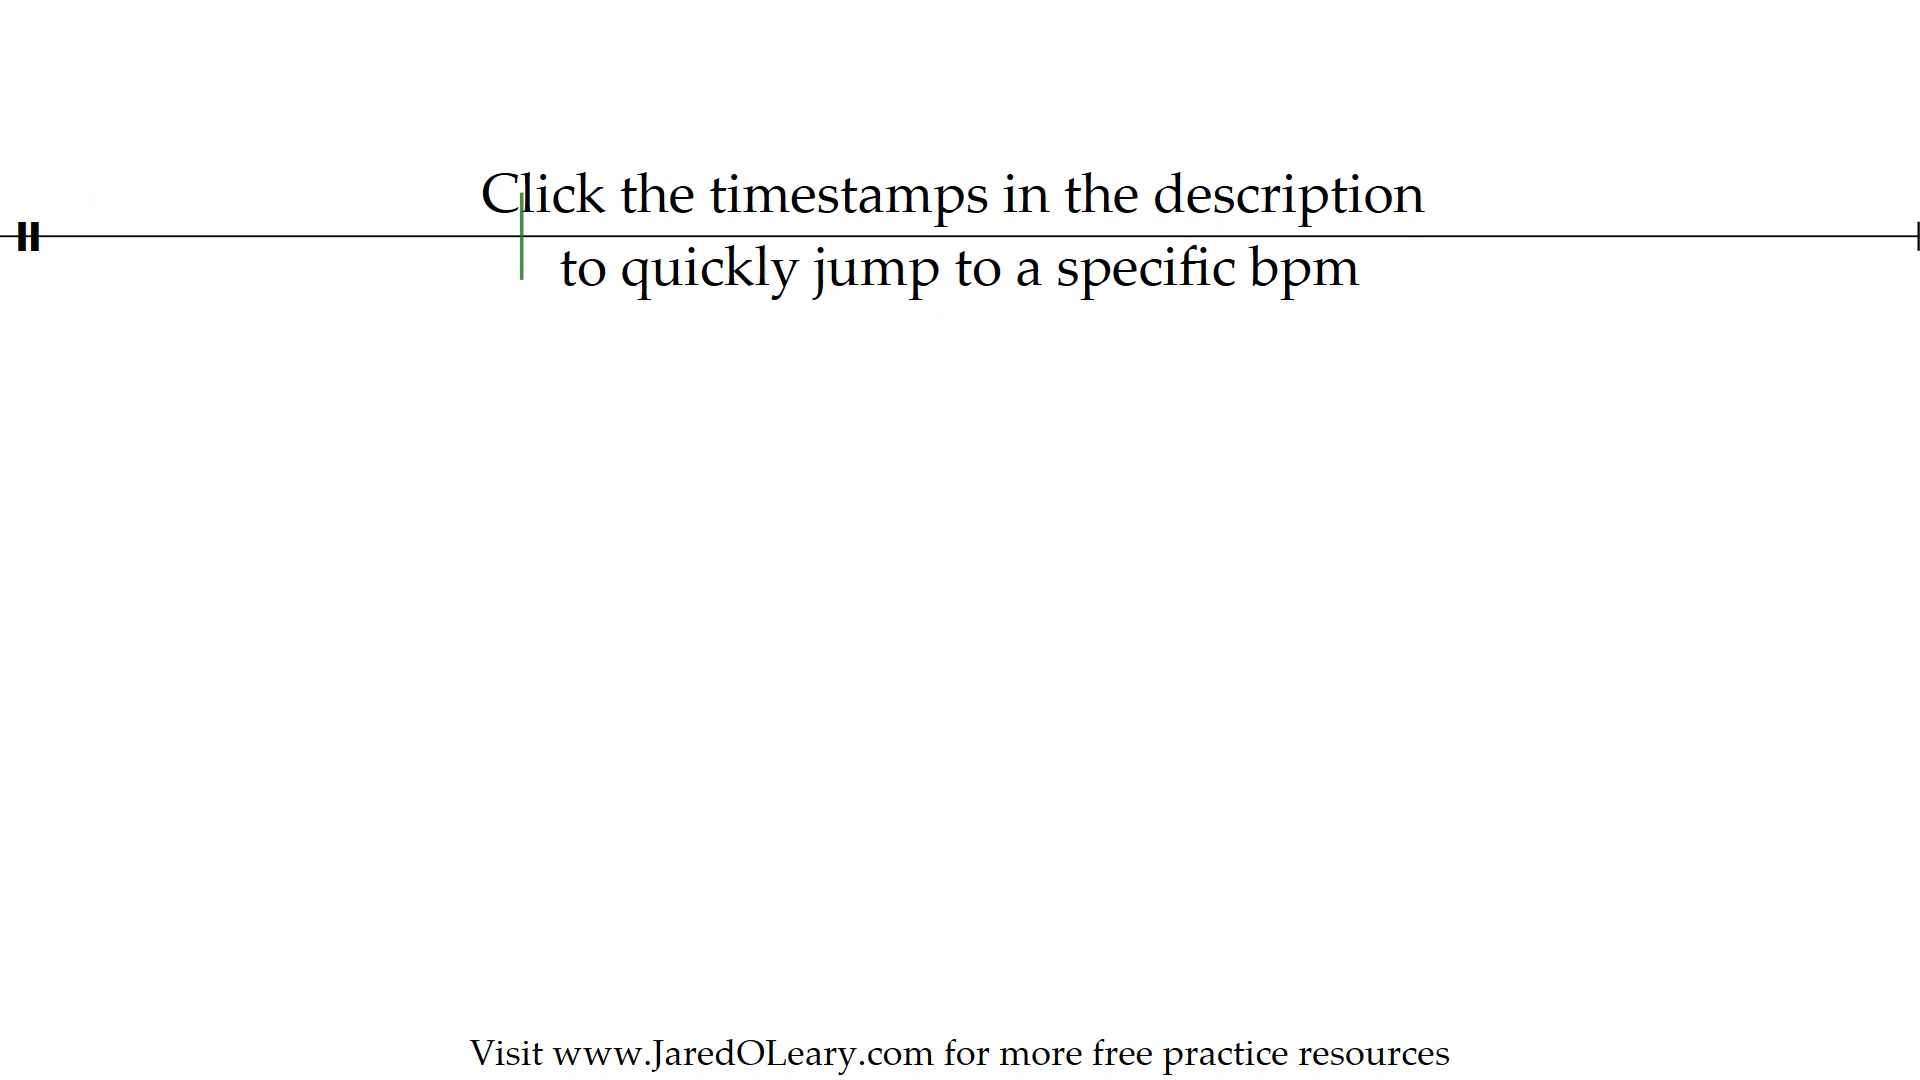 Click the timestamps in the description
to quickly jump to a specific bpm
Visit www.JaredOLeary.com for more free practice resources